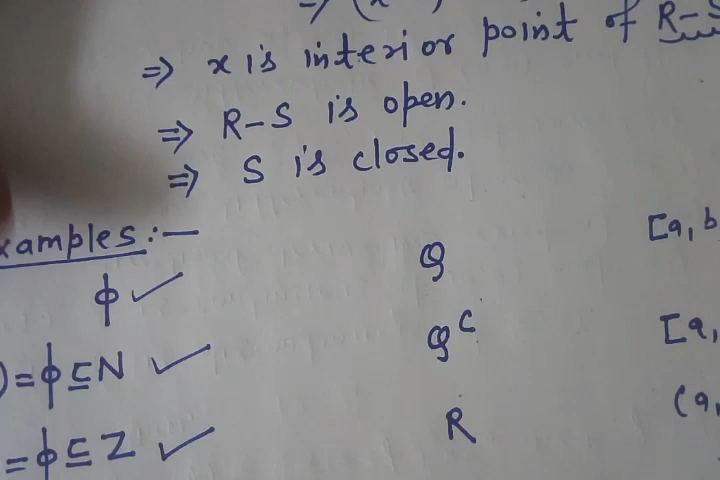 ⇒ (x
⇒ x is interior point of R-S
⇒ R-S is open.
⇒ S is closed.
xamples:-
ϕ ✓ Q [a, b
)=ϕ⊆N ✓ Q^c [a,
=ϕ⊆Z ✓ R (a,